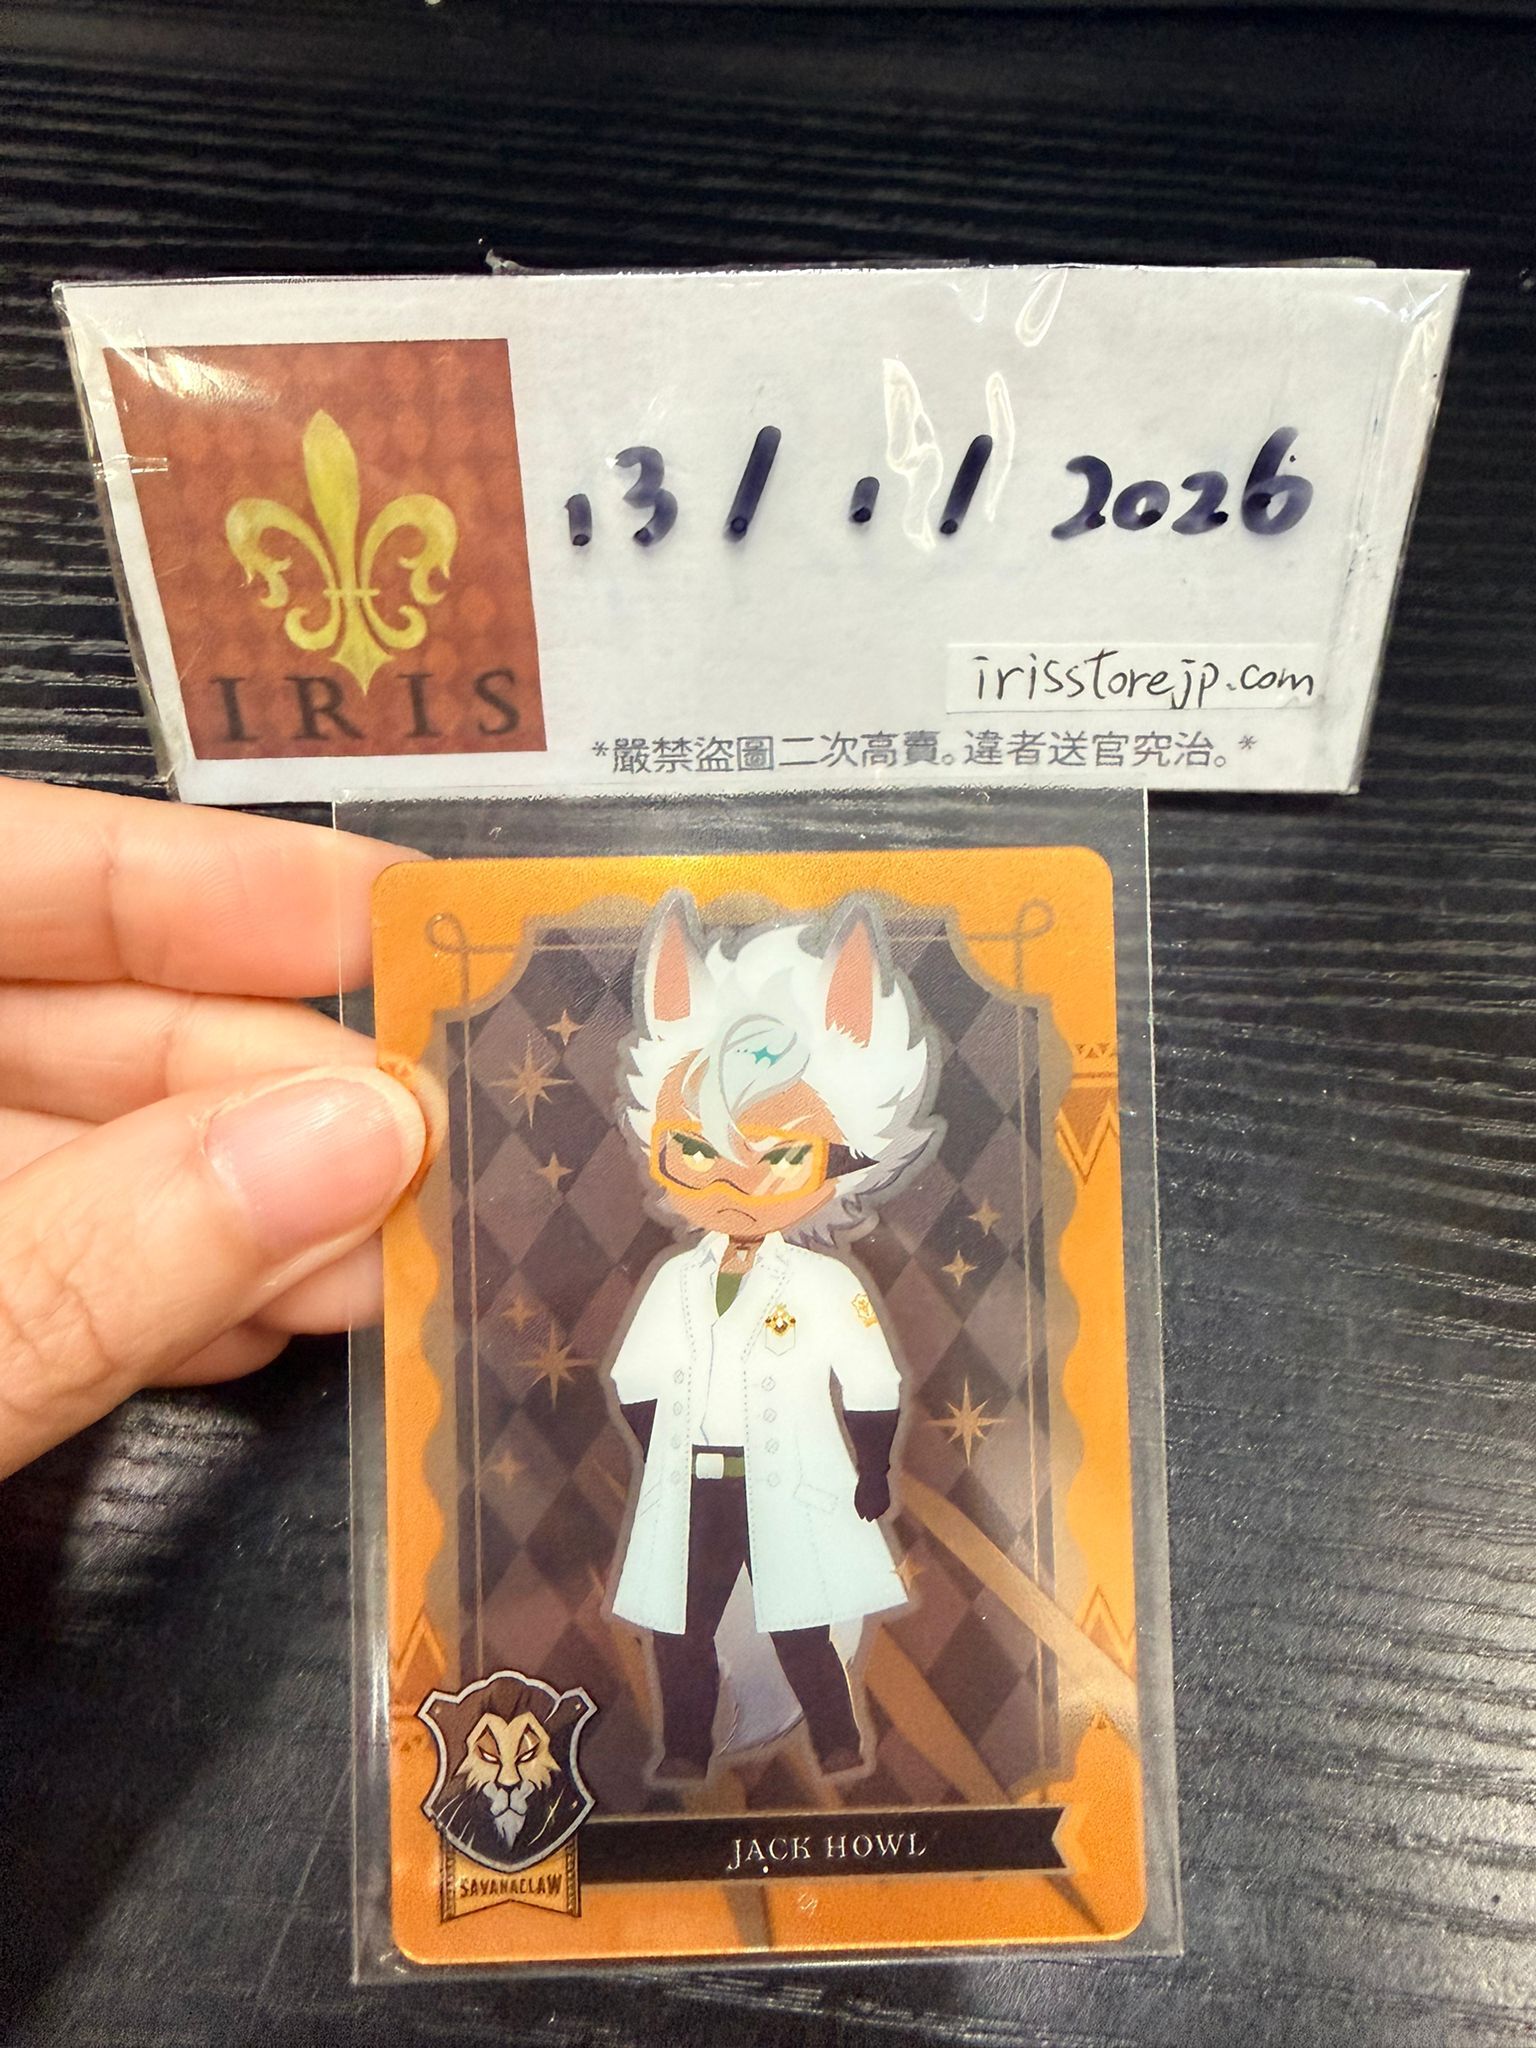 13/1/2026
IRIS
irisstorejp.com
*嚴禁盜圖二次高賣。違者送官究治。*
JACK HOWL
SAVANACLAW